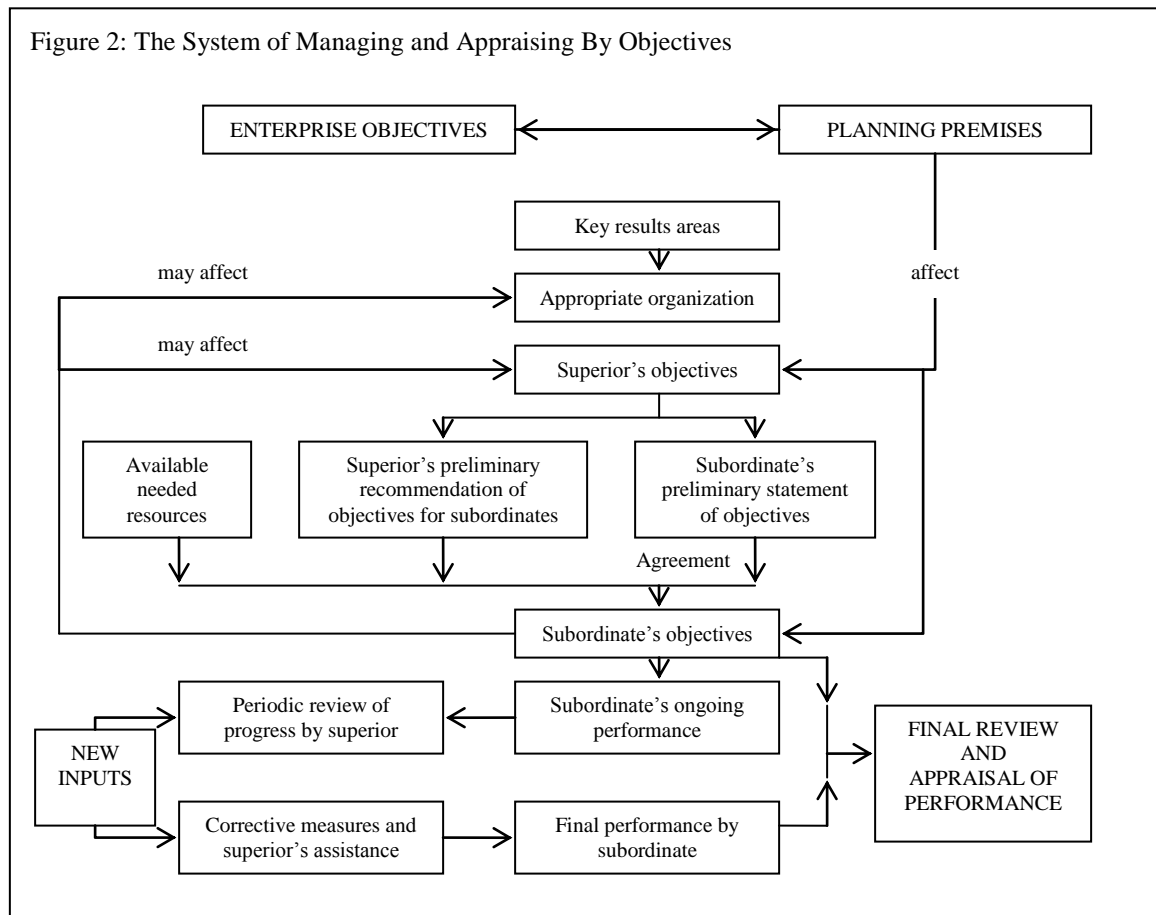 Figure 2: The System of Managing and Appraising By Objectives
ENTERPRISE OBJECTIVES
PLANNING PREMISES
Key results areas
may affect
affect
Appropriate organization
may affect
Superior’s objectives
Available
needed
resources
Superior’s preliminary
recommendation of
objectives for subordinates
Subordinate’s
preliminary statement
of objectives
Agreement
Subordinate’s objectives
Periodic review of
progress by superior
Subordinate’s ongoing
performance
NEW
INPUTS
FINAL REVIEW
AND
APPRAISAL OF
PERFORMANCE
Corrective measures and
superior’s assistance
Final performance by
subordinate